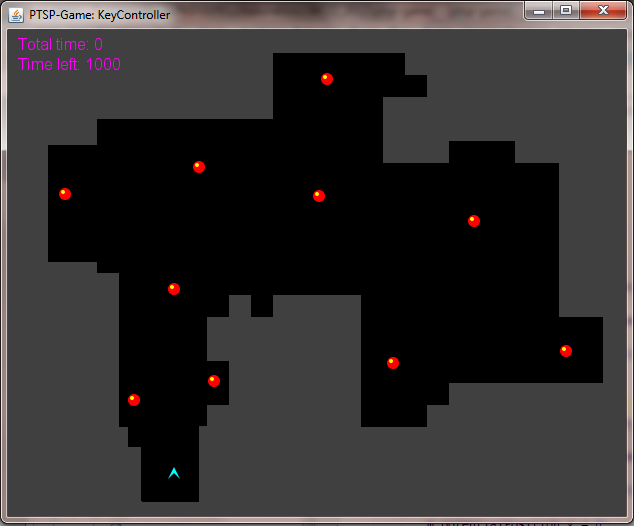 PTSP-Game: KeyController
Total time: 0
Time left: 1000